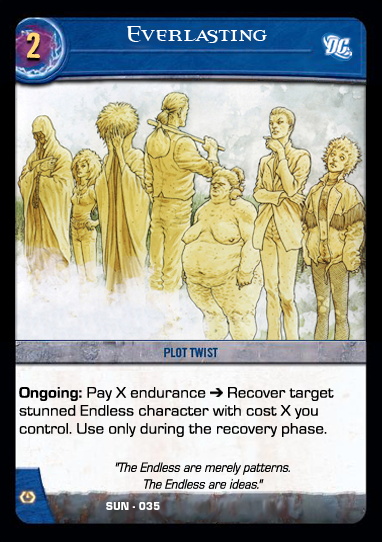 2
EVERLASTING
DC
PLOT TWIST
Ongoing: Pay X endurance ➔ Recover target
stunned Endless character with cost X you
control. Use only during the recovery phase.
"The Endless are merely patterns.
The Endless are ideas."
SUN · 035